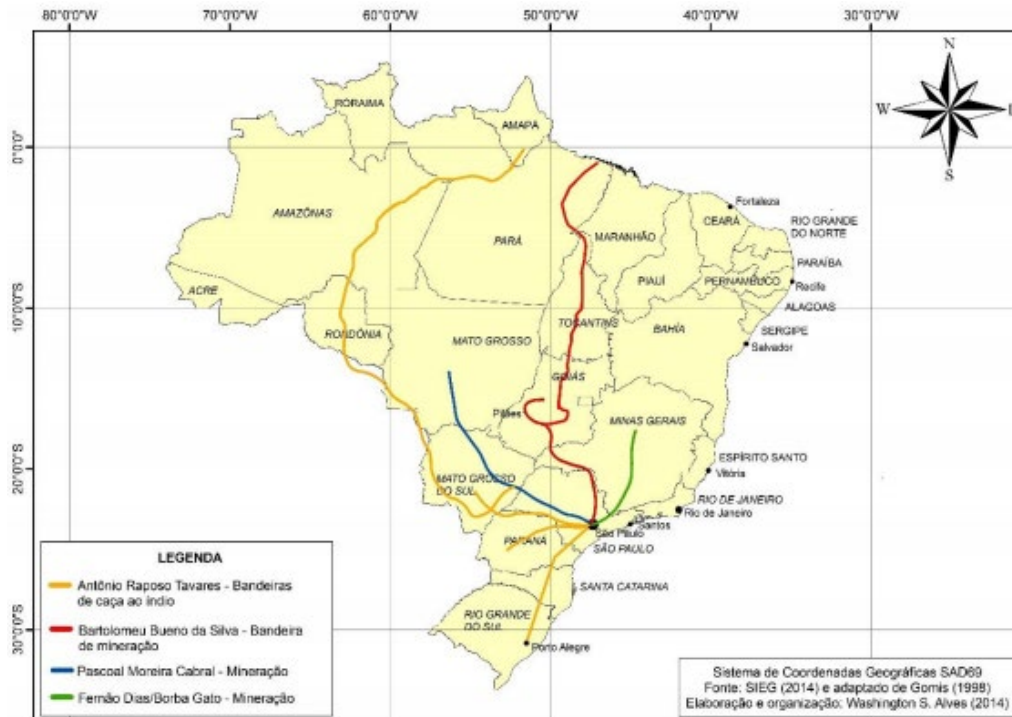 80°0'0"W
70°0'0"W
60°0'0"W
50°0'0"W
40°0'0"W
30°0'0"W
N
W
S
0°0'0"
10°0'0"S
20°0'0"S
30°0'0"S
RORAIMA
AMAPÁ
AMAZÔNAS
PARÁ
MARANHÃO
Fortaleza
CEARÁ
RIO GRANDE
DO NORTE
PARAÍBA
PIAUÍ
PERNAMBUCO
Recife
ACRE
ALAGOAS
RONDÔNIA
TOCANTINS
BAHÍA
SERGIPE
MATO GROSSO
Salvador
GOIÁS
Pilões
MINAS GERAIS
ESPÍRITO SANTO
Vitória
MATO GROSSO
DO SUL
RIO DE JANEIRO
Rio de Janeiro
Santos
São Paulo
PARANÁ
SÃO PAULO
SANTA CATARINA
RIO GRANDE
DO SUL
Porto Alegre
LEGENDA
Antônio Raposo Tavares - Bandeiras
de caça ao índio
Bartolomeu Bueno da Silva - Bandeira
de mineração
Pascoal Moreira Cabral - Mineração
Fernão Dias/Borba Gato - Mineração
Sistema de Coordenadas Geográficas SAD69
Fonte: SIEG (2014) e adaptado de Gomis (1998)
Elaboração e organização: Washington S. Alves (2014)